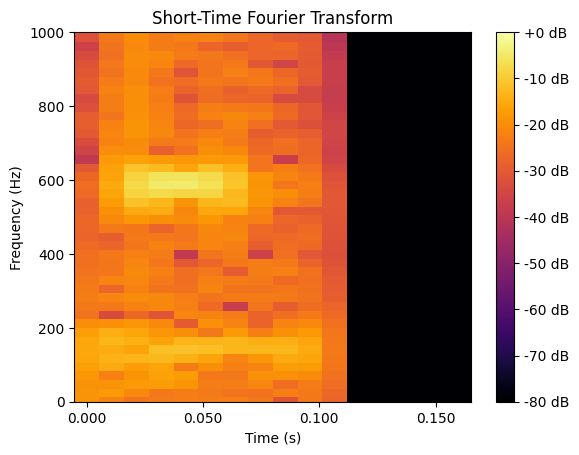 Short-Time Fourier Transform
1000
800
600
400
200
0
Frequency (Hz)
0.000
0.050
0.100
0.150
Time (s)
+0 dB
-10 dB
-20 dB
-30 dB
-40 dB
-50 dB
-60 dB
-70 dB
-80 dB